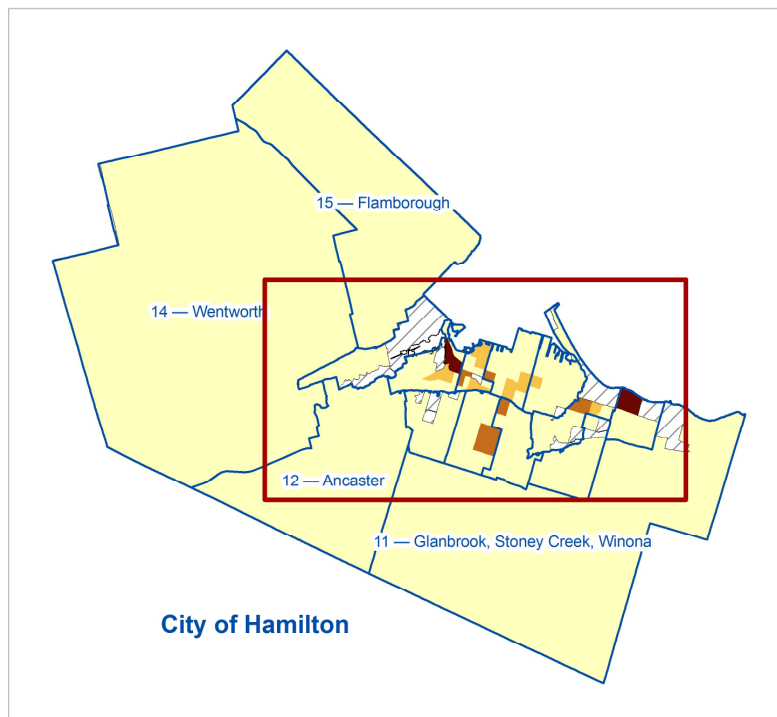 15 — Flamborough
14 — Wentworth
12 — Ancaster
11 — Glanbrook, Stoney Creek, Winona
City of Hamilton